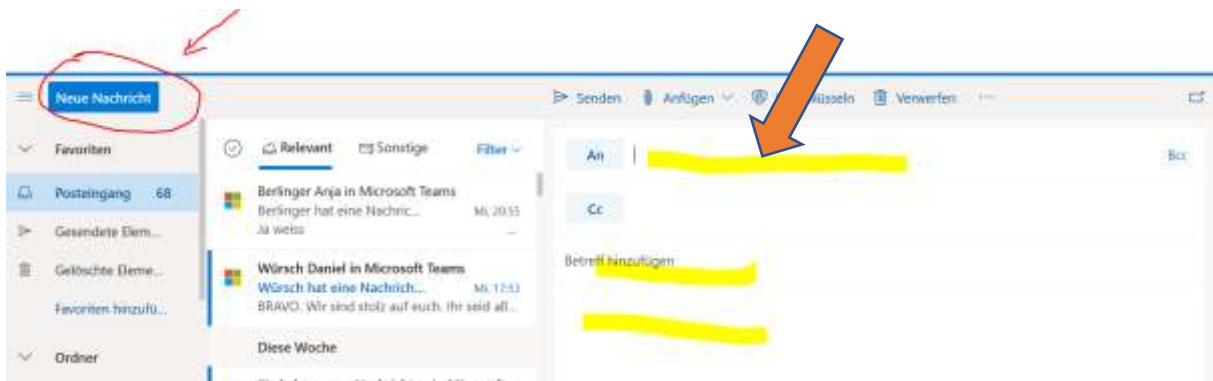 Neue Nachricht
Senden Anfügen Verwerfen
Favoriten
Relevant Sonstige Filter
An
Bcc
Posteingang 68
Berlinger Anja in Microsoft Teams
Berlinger hat eine Nachric... Mi, 20:55
Ja weiss
Cc
Gesendete Elem...
Gelöschte Eleme...
Würsch Daniel in Microsoft Teams
Würsch hat eine Nachrich... Mi, 17:53
BRAVO. Wir sind stolz auf euch. Ihr seid all...
Betreff hinzufügen
Favoriten hinzufü...
Diese Woche
Ordner